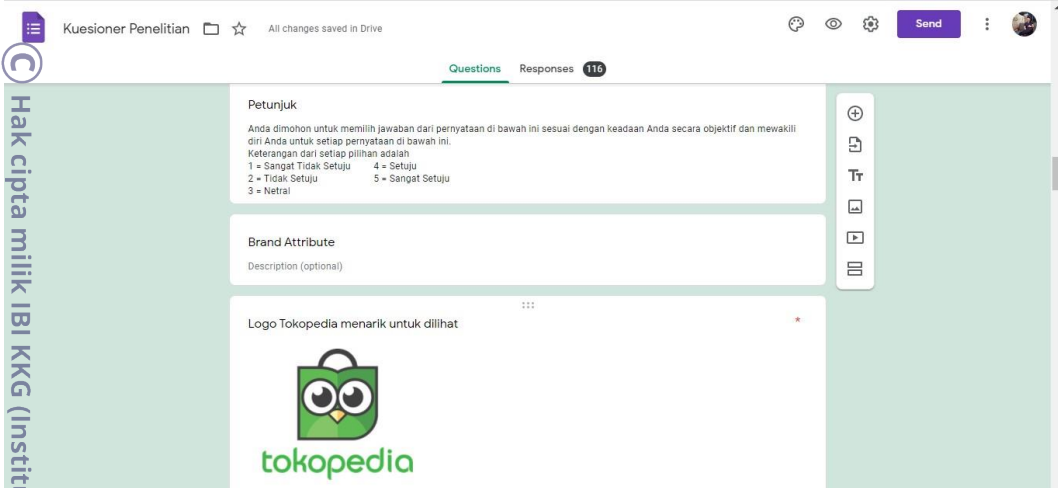 Kuesioner Penelitian
All changes saved in Drive
Send
Questions Responses 116
Petunjuk
Anda dimohon untuk memilih jawaban dari pernyataan di bawah ini sesuai dengan keadaan Anda secara objektif dan mewakili
diri Anda untuk setiap pernyataan di bawah ini.
Keterangan dari setiap pilihan adalah
1 = Sangat Tidak Setuju 4 = Setuju
2 = Tidak Setuju 5 = Sangat Setuju
3 = Netral
Brand Attribute
Description (optional)
Logo Tokopedia menarik untuk dilihat *
tokopedia
© Hak cipta milik IBI KKG (Institu